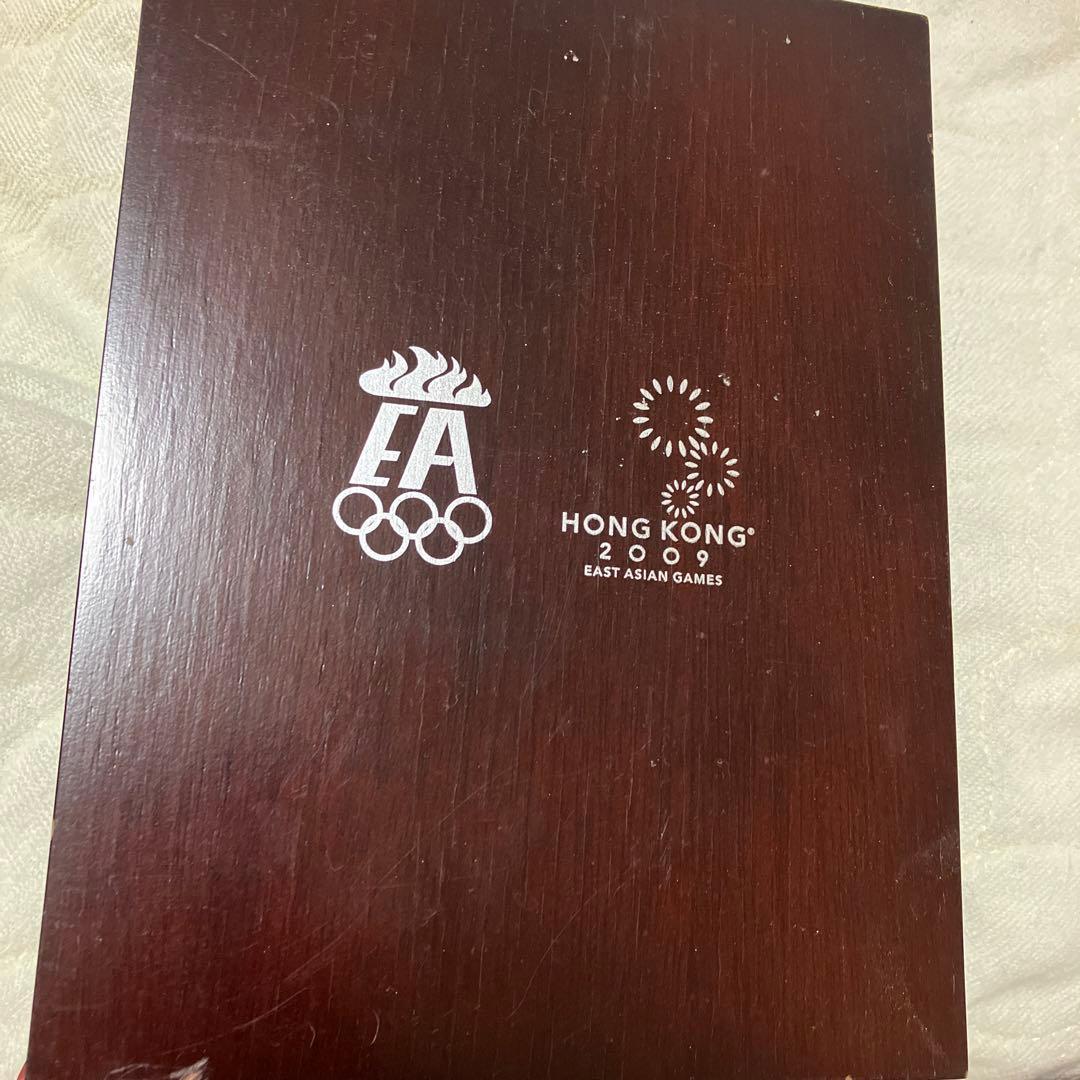 EA
HONG KONG®
2009
EAST ASIAN GAMES